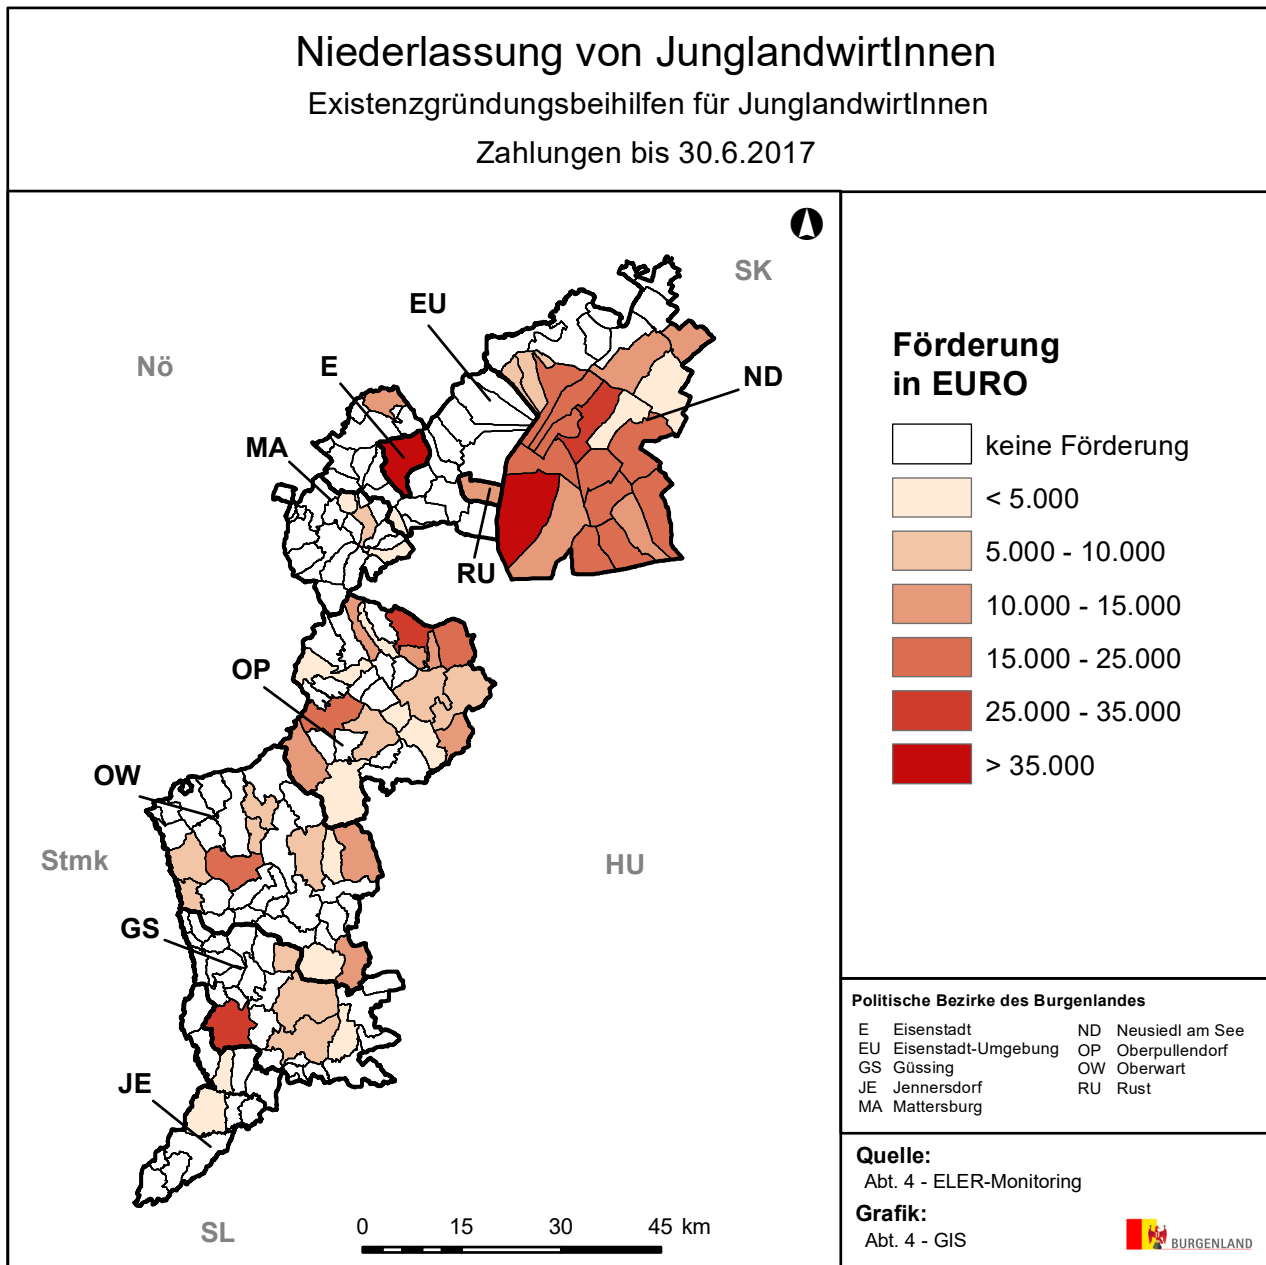 Niederlassung von JunglandwirtInnen
Existenzgründungsbeihilfen für JunglandwirtInnen
Zahlungen bis 30.6.2017
SK
EU
Nö
E
ND
MA
RU
OP
OW
Stmk
HU
GS
JE
SL
0 15 30 45 km
Förderung
in EURO
keine Förderung
< 5.000
5.000 - 10.000
10.000 - 15.000
15.000 - 25.000
25.000 - 35.000
> 35.000
Politische Bezirke des Burgenlandes
E Eisenstadt
EU Eisenstadt-Umgebung
GS Güssing
JE Jennersdorf
MA Mattersburg
ND Neusiedl am See
OP Oberpullendorf
OW Oberwart
RU Rust
Quelle:
Abt. 4 - ELER-Monitoring
Grafik:
Abt. 4 - GIS
BURGENLAND